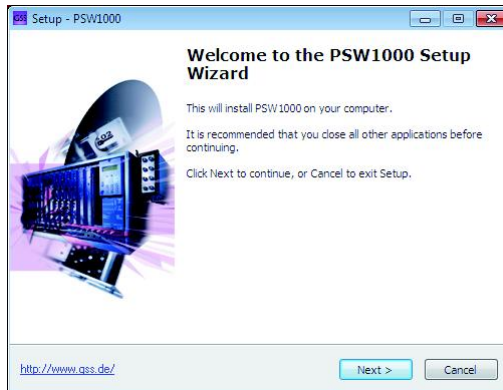 GSS Setup - PSW1000
Welcome to the PSW1000 Setup
Wizard
This will install PSW1000 on your computer.
It is recommended that you close all other applications before
continuing.
Click Next to continue, or Cancel to exit Setup.
http://www.gss.de/
Next >
Cancel